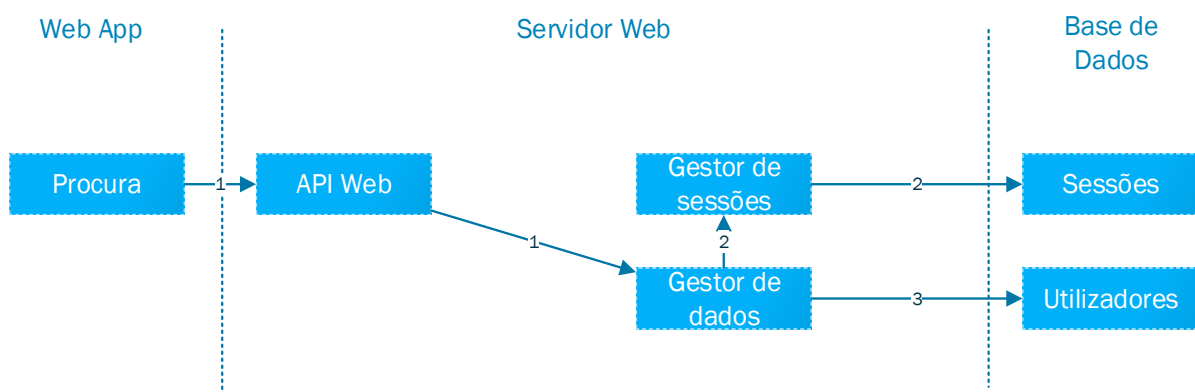 Web App
Servidor Web
Base de
Dados
Procura
1
API Web
Gestor de
sessões
2
Sessões
1
2
Gestor de
dados
3
Utilizadores